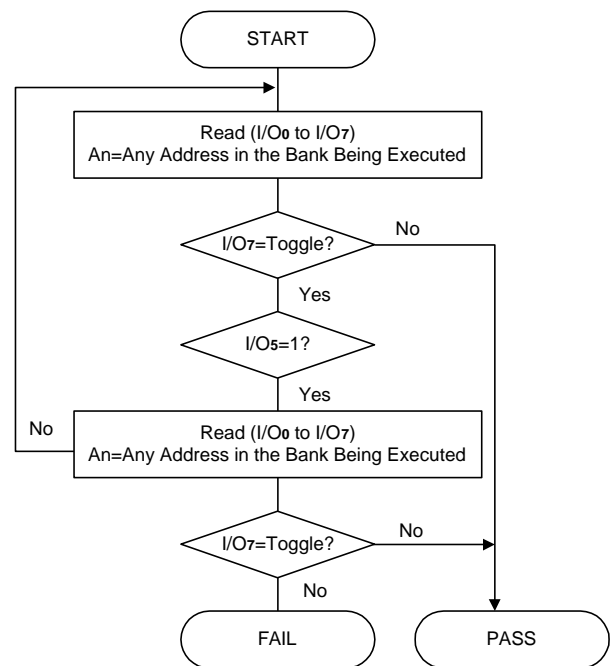 START
Read (I/O0 to I/O7)
An=Any Address in the Bank Being Executed
I/O7=Toggle?
No
Yes
I/O5=1?
Yes
No
Read (I/O0 to I/O7)
An=Any Address in the Bank Being Executed
I/O7=Toggle?
No
No
FAIL
PASS